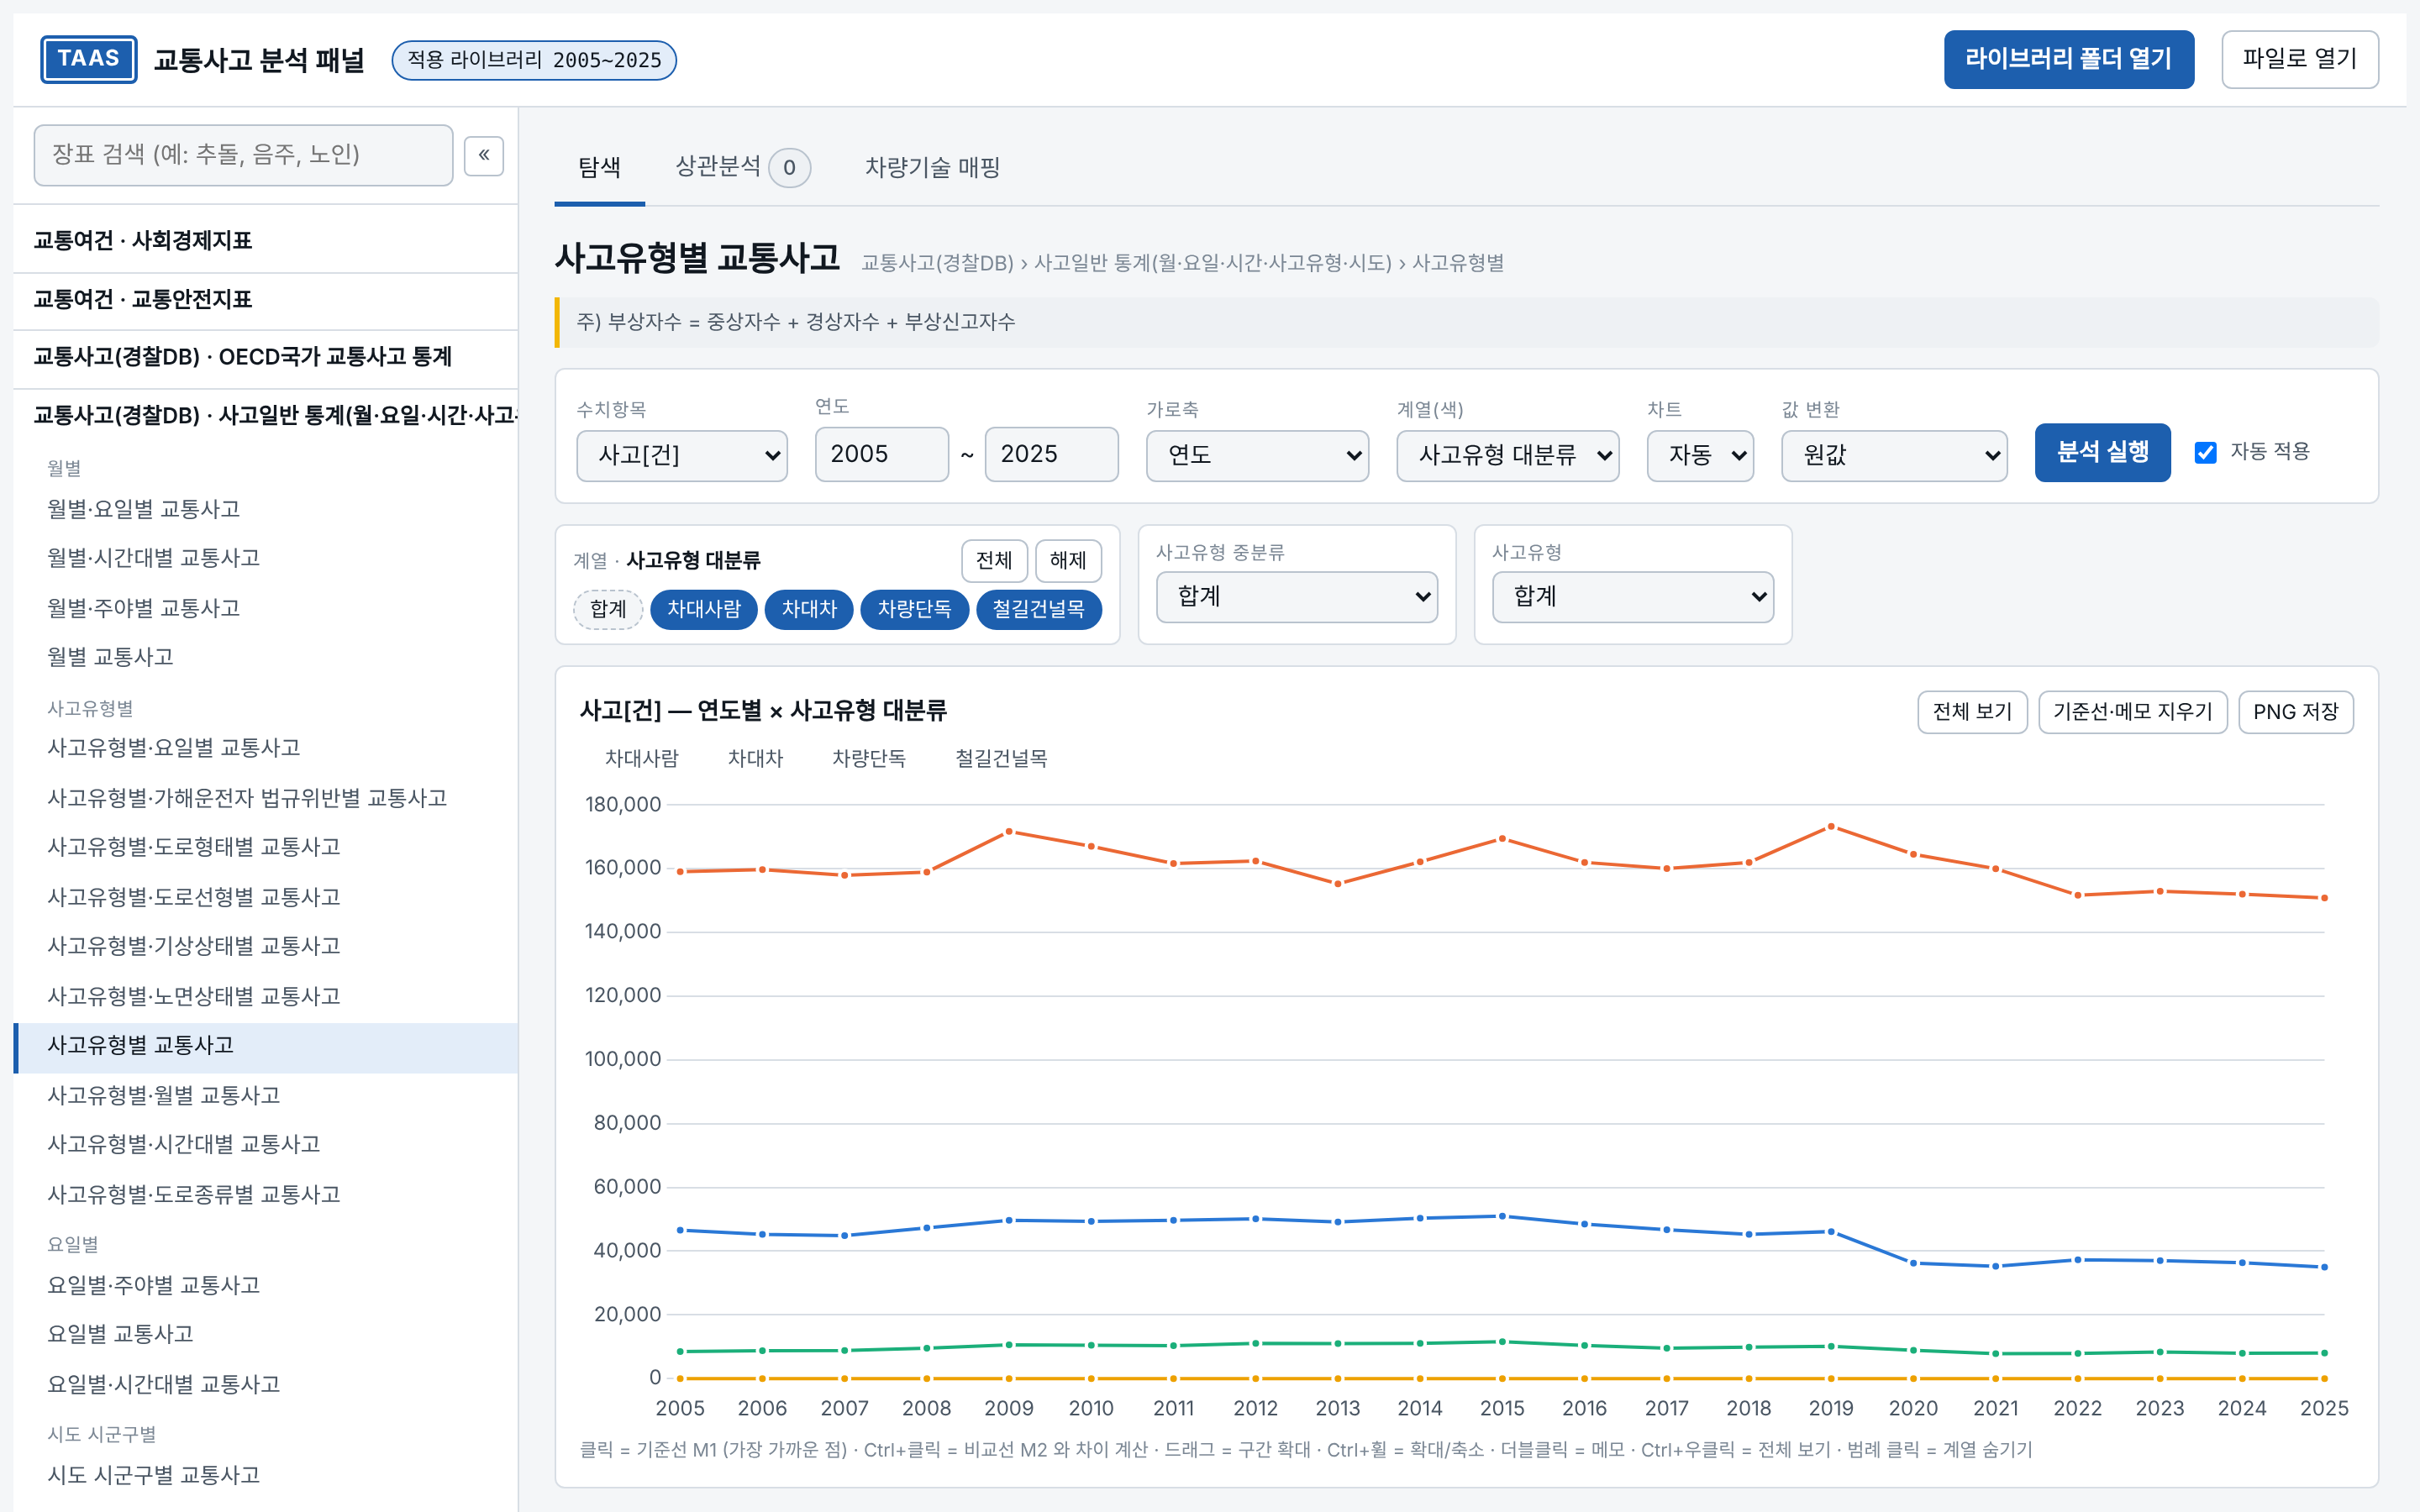 TAAS 교통사고 분석 패널 적용 라이브러리 2005~2025 라이브러리 폴더 열기 파일로 열기
장표 검색 (예: 추돌, 음주, 노인) «
교통여건 · 사회경제지표
교통여건 · 교통안전지표
교통사고(경찰DB) · OECD국가 교통사고 통계
교통사고(경찰DB) · 사고일반 통계(월·요일·시간·사고
월별
월별·요일별 교통사고
월별·시간대별 교통사고
월별·주야별 교통사고
월별 교통사고
사고유형별
사고유형별·요일별 교통사고
사고유형별·가해운전자 법규위반별 교통사고
사고유형별·도로형태별 교통사고
사고유형별·도로선형별 교통사고
사고유형별·기상상태별 교통사고
사고유형별·노면상태별 교통사고
사고유형별 교통사고
사고유형별·월별 교통사고
사고유형별·시간대별 교통사고
사고유형별·도로종류별 교통사고
요일별
요일별·주야별 교통사고
요일별 교통사고
요일별·시간대별 교통사고
시도 시군구별
시도 시군구별 교통사고
탐색 상관분석 0 차량기술 매핑
사고유형별 교통사고 교통사고(경찰DB) › 사고일반 통계(월·요일·시간·사고유형·시도) › 사고유형별
주) 부상자수 = 중상자수 + 경상자수 + 부상신고자수
수치항목 연도 가로축 계열(색) 차트 값 변환
사고[건] 2005 ~ 2025 연도 사고유형 대분류 자동 원값 분석 실행 자동 적용
계열 · 사고유형 대분류 전체 해제 사고유형 중분류 사고유형
합계 차대사람 차대차 차량단독 철길건널목 합계 합계
사고[건] — 연도별 × 사고유형 대분류 전체 보기 기준선·메모 지우기 PNG 저장
차대사람 차대차 차량단독 철길건널목
180,000
160,000
140,000
120,000
100,000
80,000
60,000
40,000
20,000
0
2005 2006 2007 2008 2009 2010 2011 2012 2013 2014 2015 2016 2017 2018 2019 2020 2021 2022 2023 2024 2025
클릭 = 기준선 M1 (가장 가까운 점) · Ctrl+클릭 = 비교선 M2 와 차이 계산 · 드래그 = 구간 확대 · Ctrl+휠 = 확대/축소 · 더블클릭 = 메모 · Ctrl+우클릭 = 전체 보기 · 범례 클릭 = 계열 숨기기